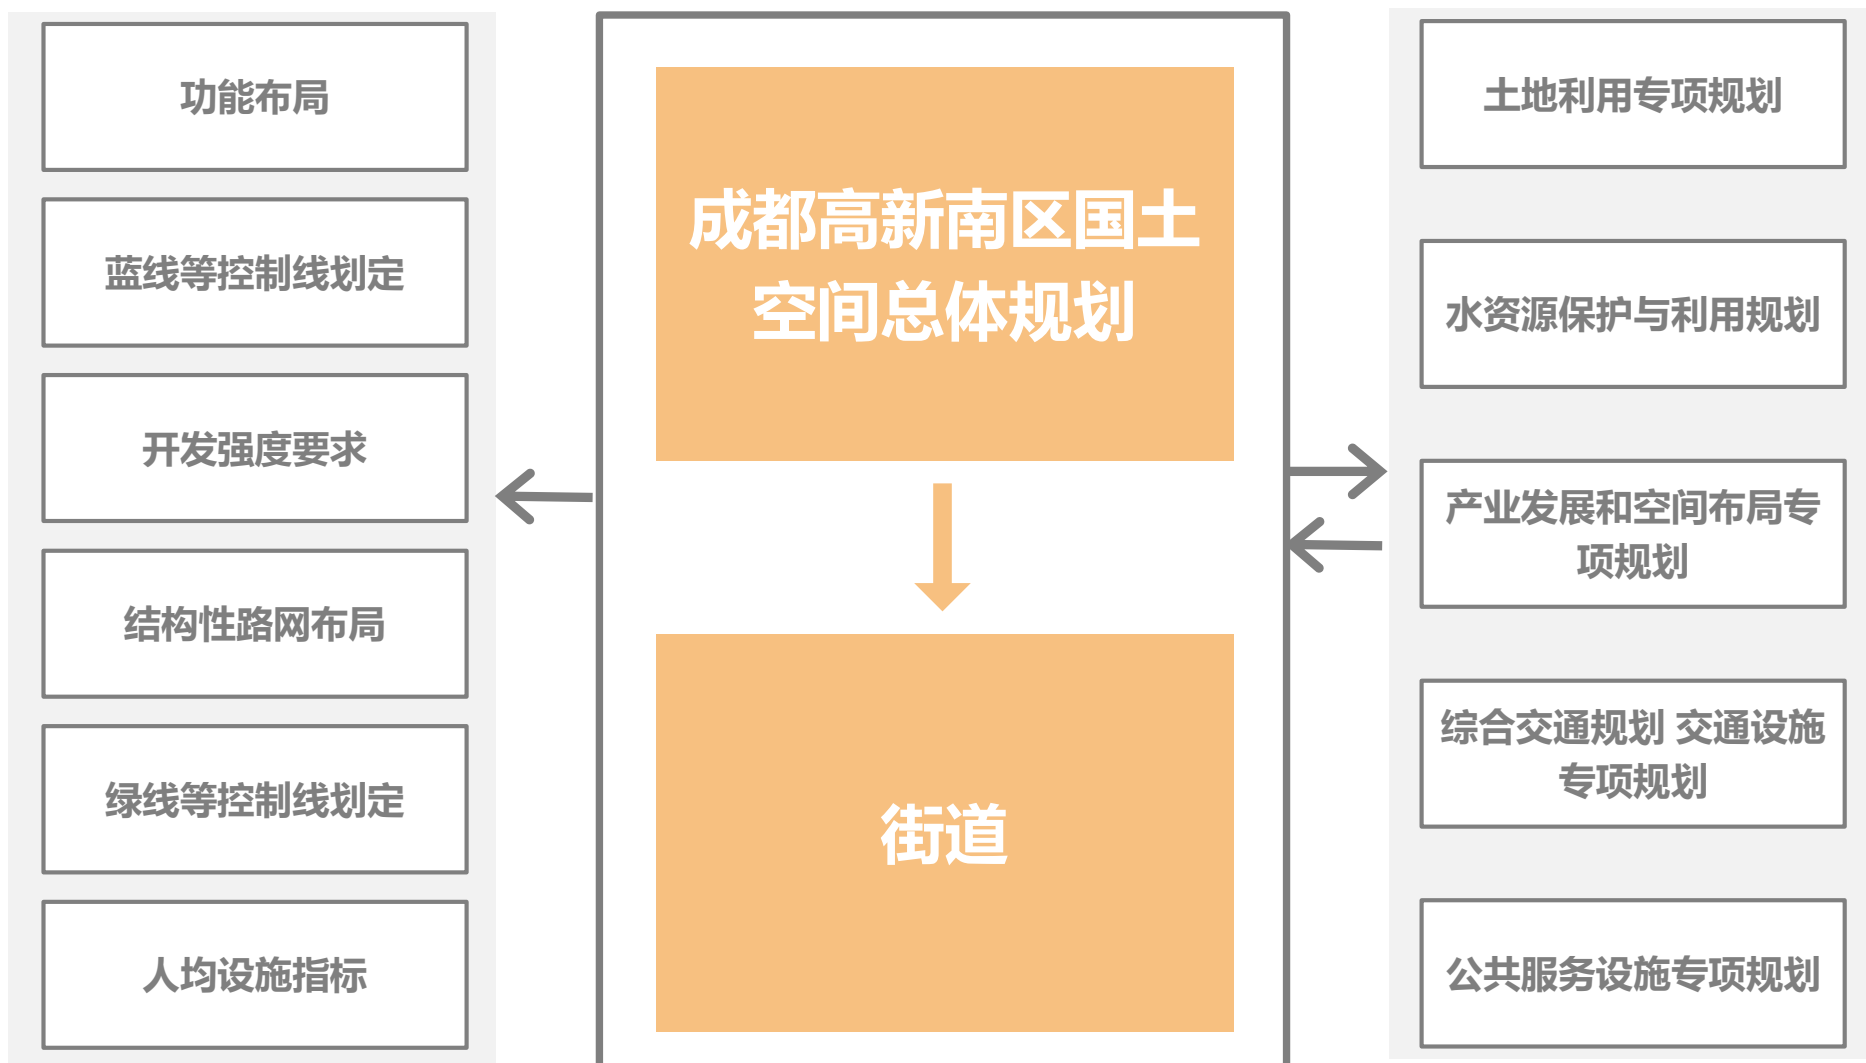 功能布局
蓝线等控制线划定
开发强度要求
结构性路网布局
绿线等控制线划定
人均设施指标
成都高新南区国土
空间总体规划
街道
土地利用专项规划
水资源保护与利用规划
产业发展和空间布局专
项规划
综合交通规划 交通设施
专项规划
公共服务设施专项规划